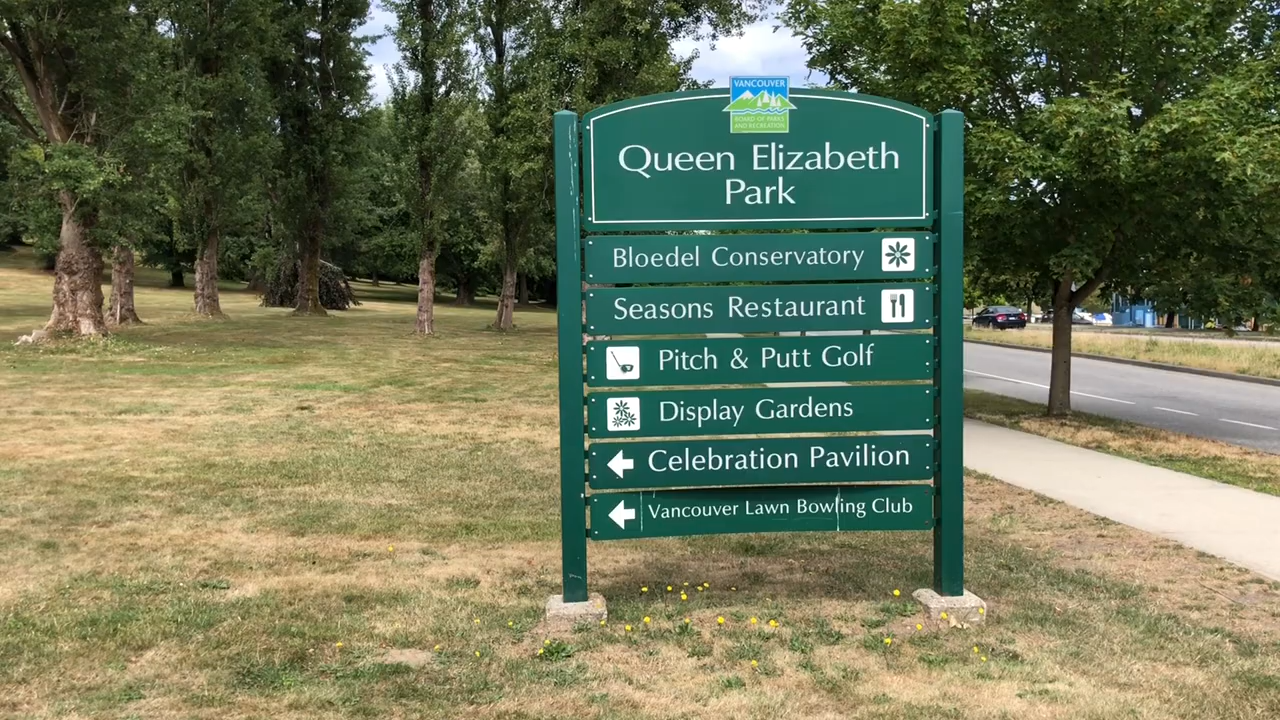 VANCOUVER
BOARD OF PARKS
AND RECREATION
Queen Elizabeth
Park
Bloedel Conservatory
Seasons Restaurant
Pitch & Putt Golf
Display Gardens
Celebration Pavilion
Vancouver Lawn Bowling Club